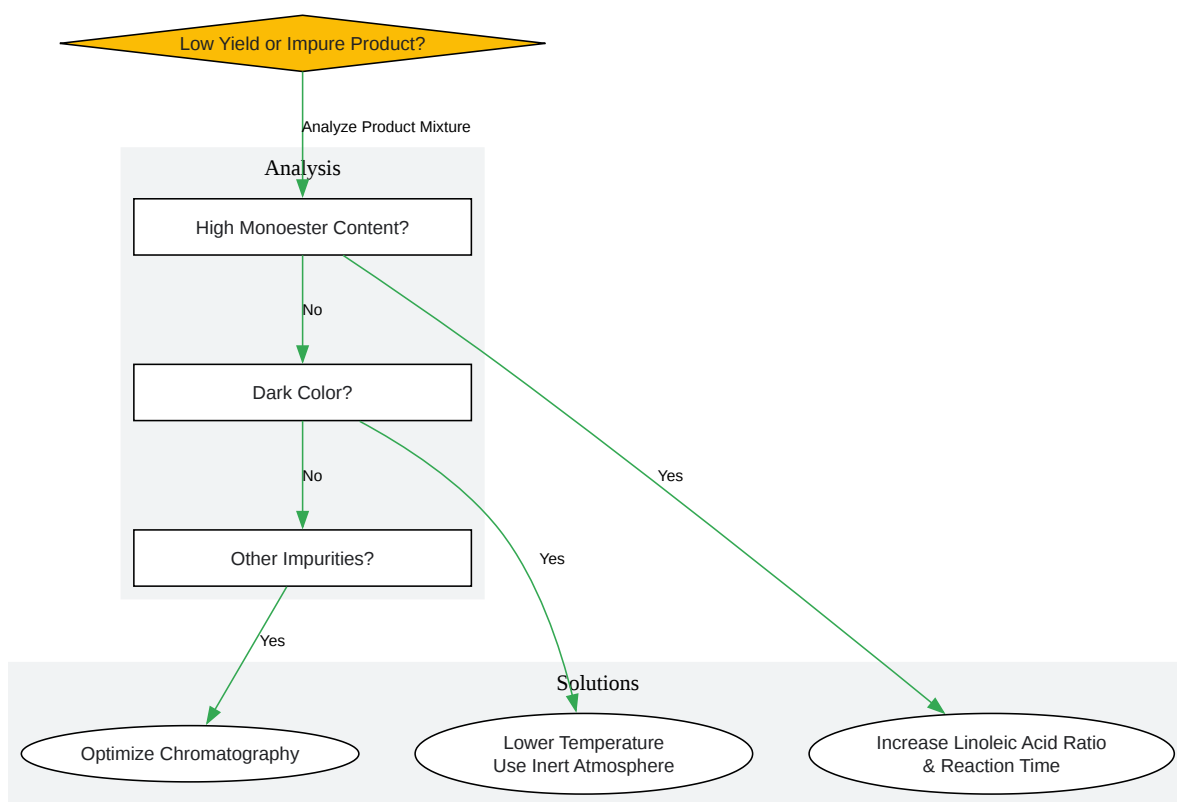 Low Yield or Impure Product?
Analyze Product Mixture
Analysis
High Monoester Content?
No
Dark Color?
No
Yes
Other Impurities?
Yes
Yes
Solutions
Optimize Chromatography
Lower Temperature
Use Inert Atmosphere
Increase Linoleic Acid Ratio
& Reaction Time